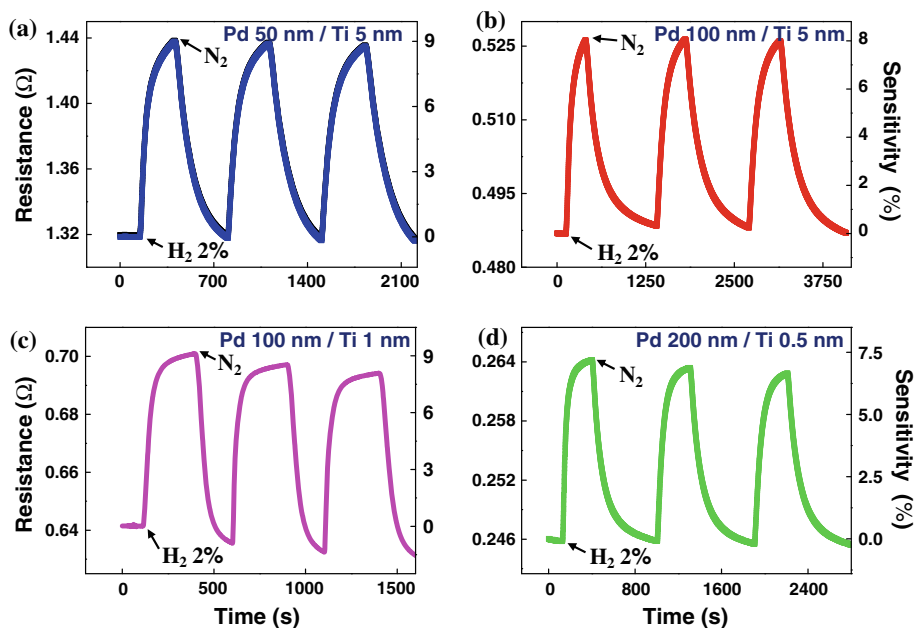 (a)
Pd 50 nm / Ti 5 nm
N2
H2 2%
Resistance (Ω)
1.44
1.40
1.36
1.32
9
6
3
0
0
700
1400
2100
(b)
Pd 100 nm / Ti 5 nm
N2
H2 2%
0.525
0.510
0.495
0.480
8
6
4
2
0
Sensitivity (%)
0
1250
2500
3750
(c)
Pd 100 nm / Ti 1 nm
N2
H2 2%
Resistance (Ω)
0.70
0.68
0.66
0.64
9
6
3
0
0
500
1000
1500
Time (s)
(d)
Pd 200 nm / Ti 0.5 nm
N2
H2 2%
0.264
0.258
0.252
0.246
7.5
5.0
2.5
0.0
Sensitivity (%)
0
800
1600
2400
Time (s)